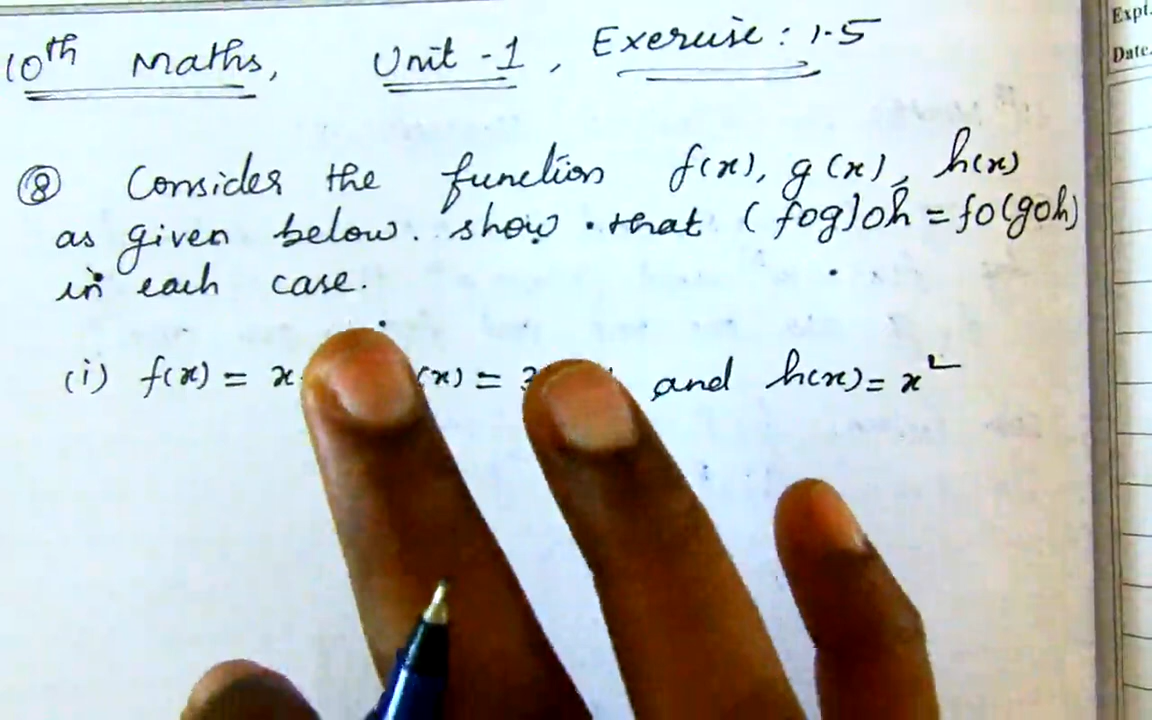 10th Maths, Unit - 1, Exercise : 1.5
Expt.
Date.
⑧ Consider the function f(x), g(x), h(x)
as given below. show that (fog)oh = fo(goh)
in each case.
(i) f(x) = x (x) = 3 and h(x) = x²